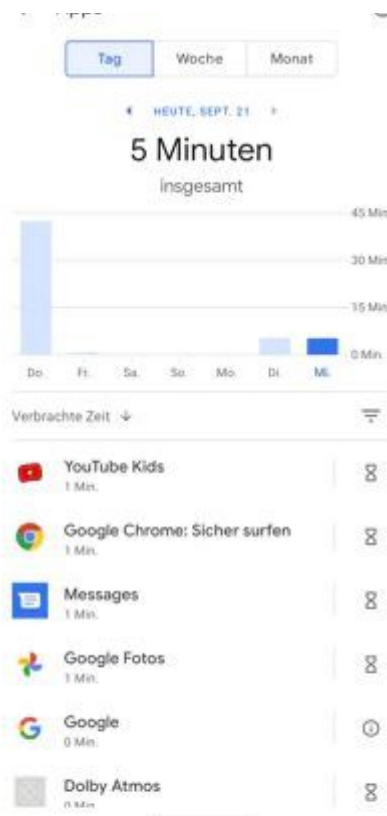 Tag Woche Monat
HEUTE, SEPT. 21
5 Minuten
insgesamt
45 Min.
30 Min.
15 Min.
0 Min.
Do. Fr. Sa. So. Mo. Di. Mi.
Verbrachte Zeit
YouTube Kids
1 Min.
Google Chrome: Sicher surfen
1 Min.
Messages
1 Min.
Google Fotos
1 Min.
Google
0 Min.
Dolby Atmos
0 Min.